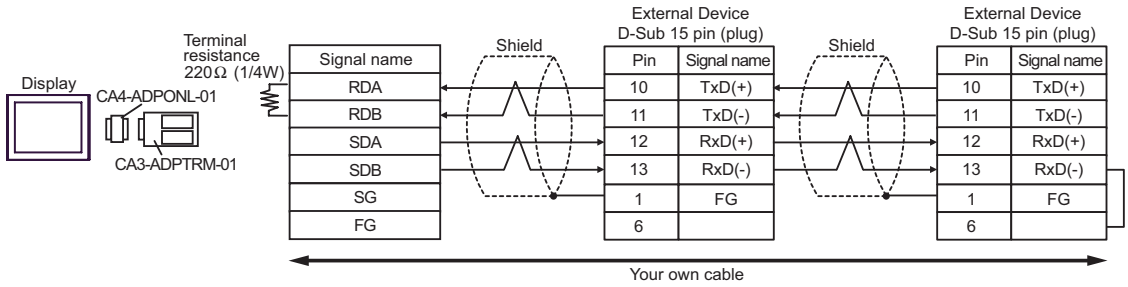 Display
CA4-ADPONL-01
CA3-ADPTRM-01
Terminal
resistance
220Ω (1/4W)
Signal name
RDA
RDB
SDA
SDB
SG
FG
Shield
External Device
D-Sub 15 pin (plug)
Pin Signal name
10 TxD(+)
11 TxD(-)
12 RxD(+)
13 RxD(-)
1 FG
6
Shield
External Device
D-Sub 15 pin (plug)
Pin Signal name
10 TxD(+)
11 TxD(-)
12 RxD(+)
13 RxD(-)
1 FG
6
Your own cable